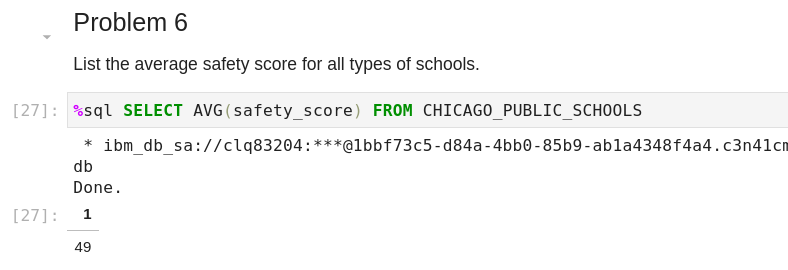 Problem 6
List the average safety score for all types of schools.
[27]: %sql SELECT AVG(safety_score) FROM CHICAGO_PUBLIC_SCHOOLS
* ibm_db_sa://clq83204:***@1bbf73c5-d84a-4bb0-85b9-ab1a4348f4a4.c3n41cm
db
Done.
[27]: 1
49